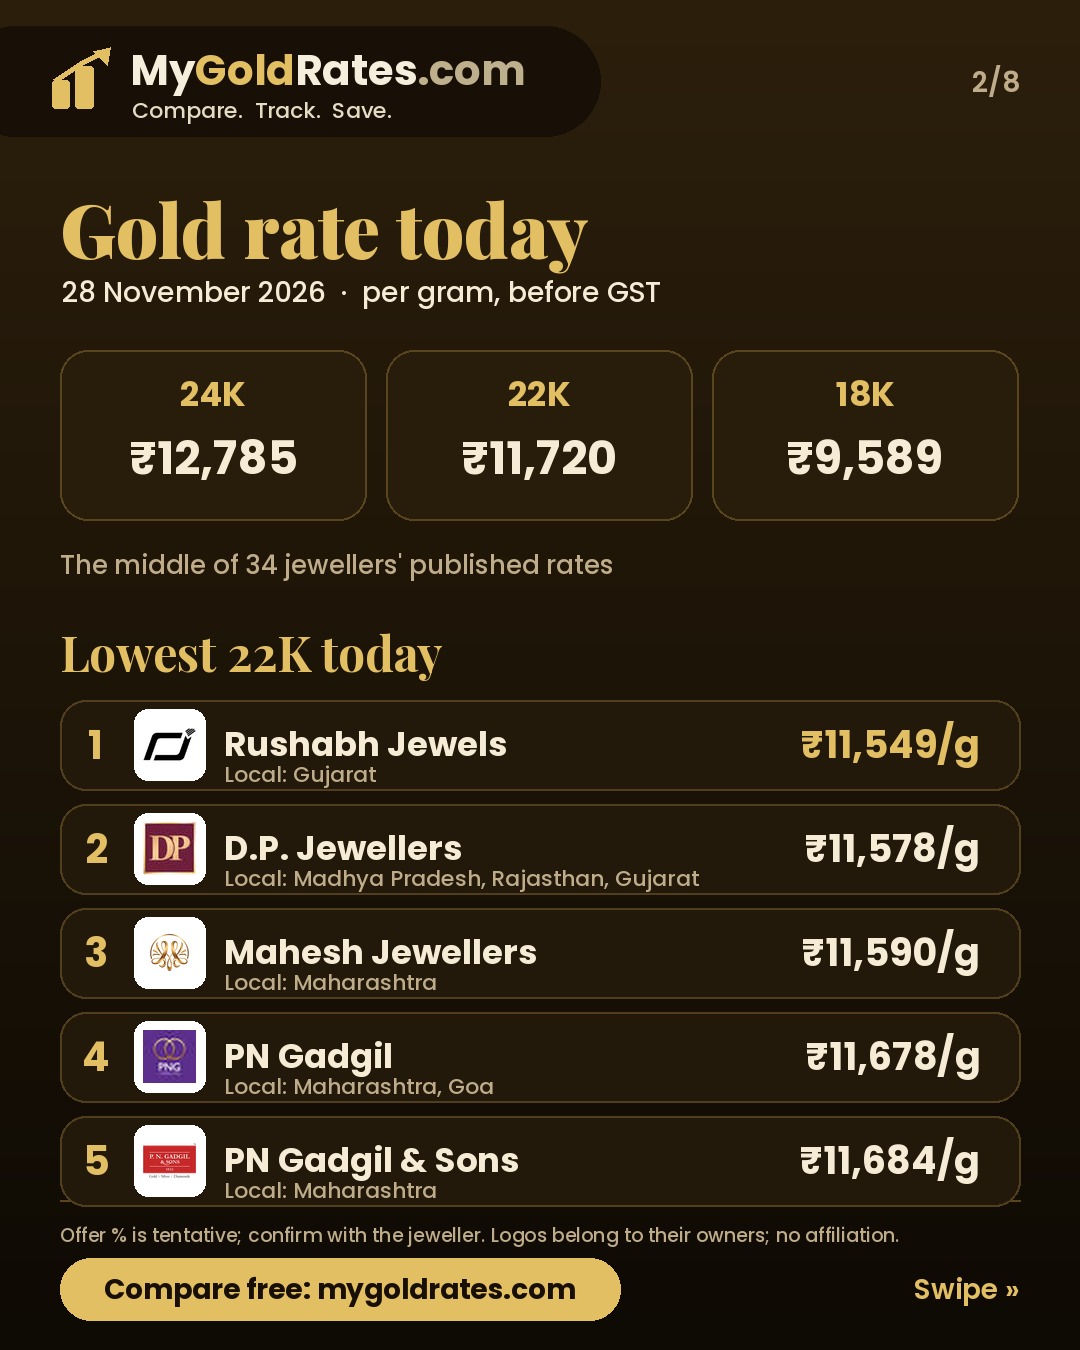 MyGoldRates.com
Compare. Track. Save.
2/8
Gold rate today
28 November 2026 · per gram, before GST
24K
₹12,785
22K
₹11,720
18K
₹9,589
The middle of 34 jewellers' published rates
Lowest 22K today
1
Rushabh Jewels
Local: Gujarat
₹11,549/g
2
DP
D.P. Jewellers
Local: Madhya Pradesh, Rajasthan, Gujarat
₹11,578/g
3
Mahesh Jewellers
Local: Maharashtra
₹11,590/g
4
PNG
PN Gadgil
Local: Maharashtra, Goa
₹11,678/g
5
P. N. GADGIL
& SONS
PN Gadgil & Sons
Local: Maharashtra
₹11,684/g
Offer % is tentative; confirm with the jeweller. Logos belong to their owners; no affiliation.
Compare free: mygoldrates.com
Swipe »